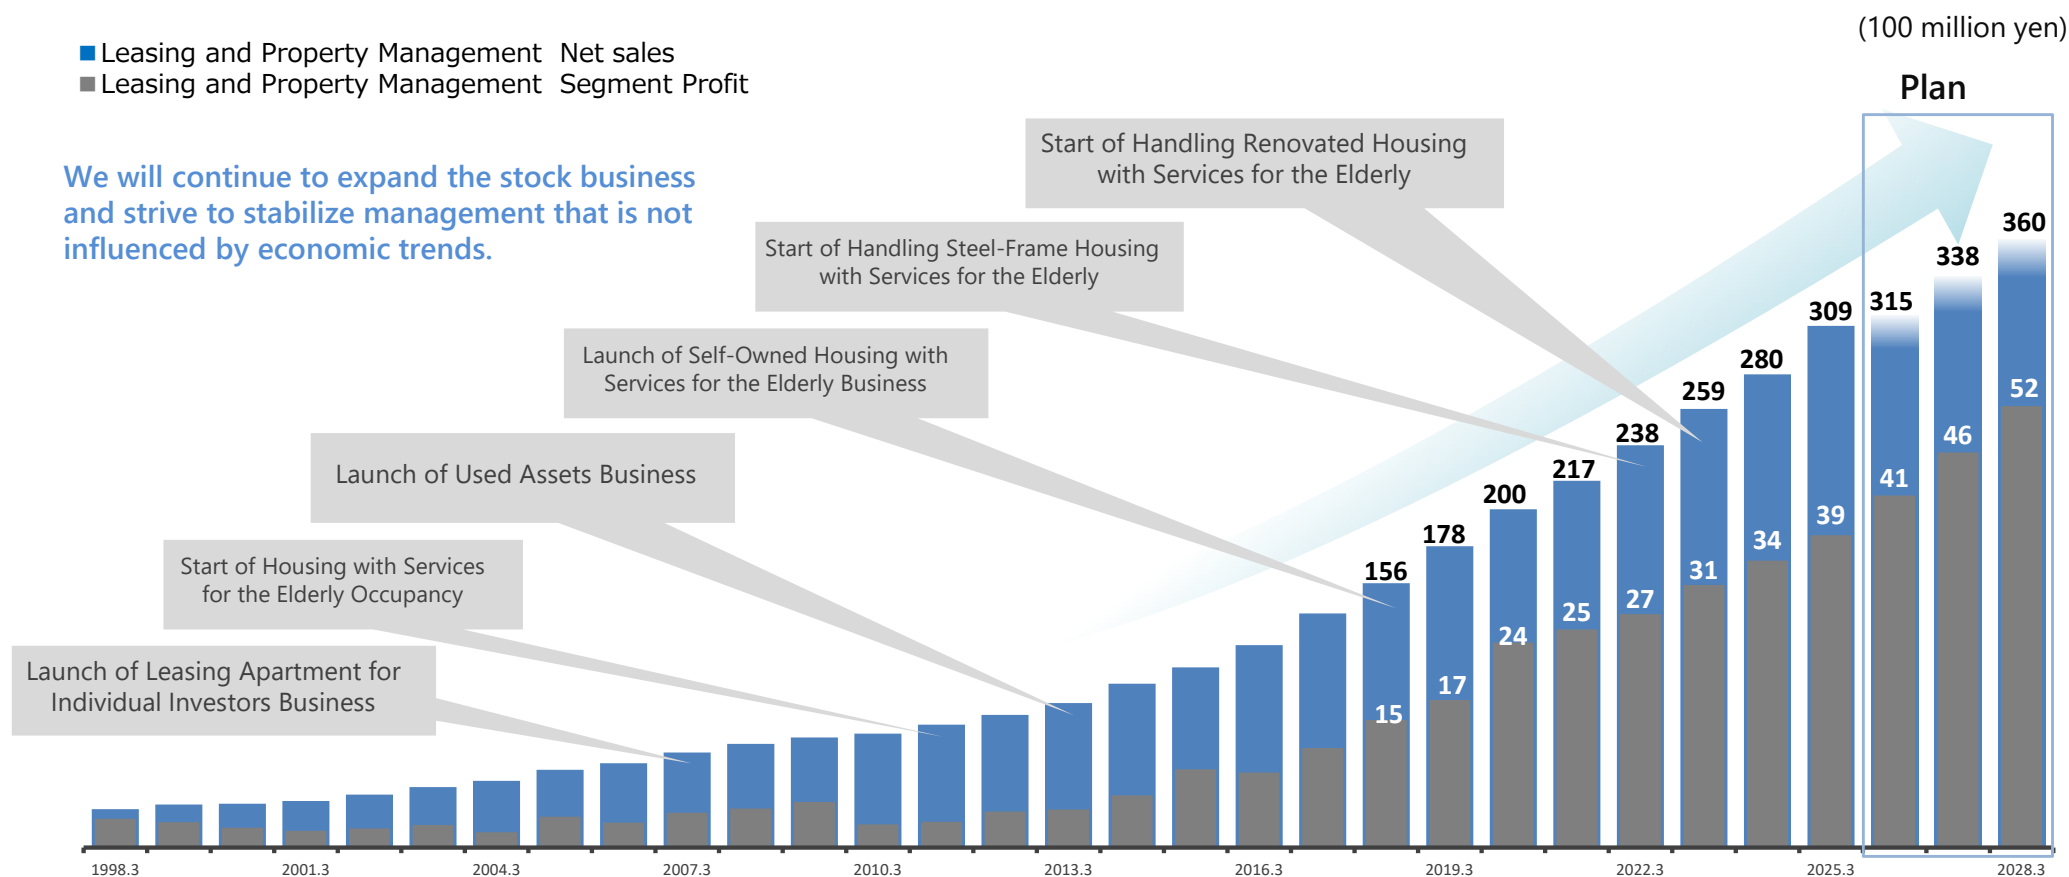 (100 million yen)
Leasing and Property Management Net sales
Leasing and Property Management Segment Profit
Plan
We will continue to expand the stock business
and strive to stabilize management that is not
influenced by economic trends.
Start of Handling Renovated Housing
with Services for the Elderly
Start of Handling Steel-Frame Housing
with Services for the Elderly
Launch of Self-Owned Housing with
Services for the Elderly Business
Launch of Used Assets Business
Start of Housing with Services
for the Elderly Occupancy
Launch of Leasing Apartment for
Individual Investors Business
156
178
200
217
238
259
280
309
315
338
360
15
17
24
25
27
31
34
39
41
46
52
1998.3
2001.3
2004.3
2007.3
2010.3
2013.3
2016.3
2019.3
2022.3
2025.3
2028.3